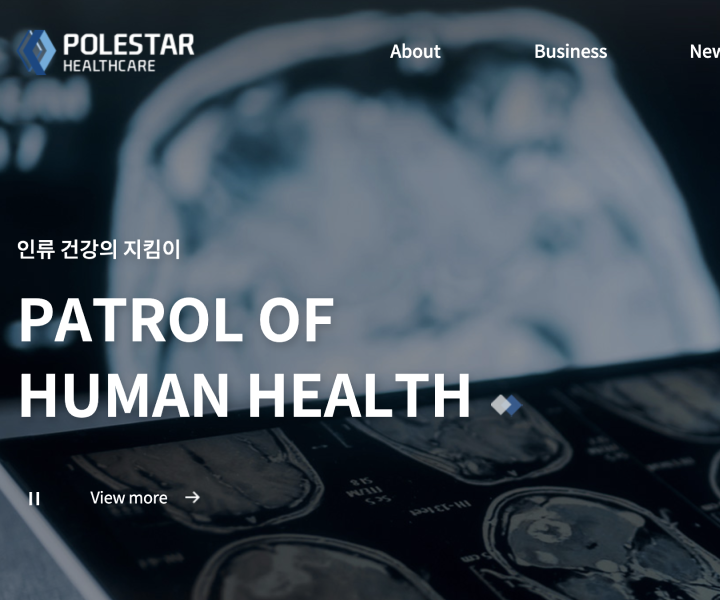 POLESTAR
HEALTHCARE
About
Business
New
인류 건강의 지킴이
PATROL OF
HUMAN HEALTH
View more